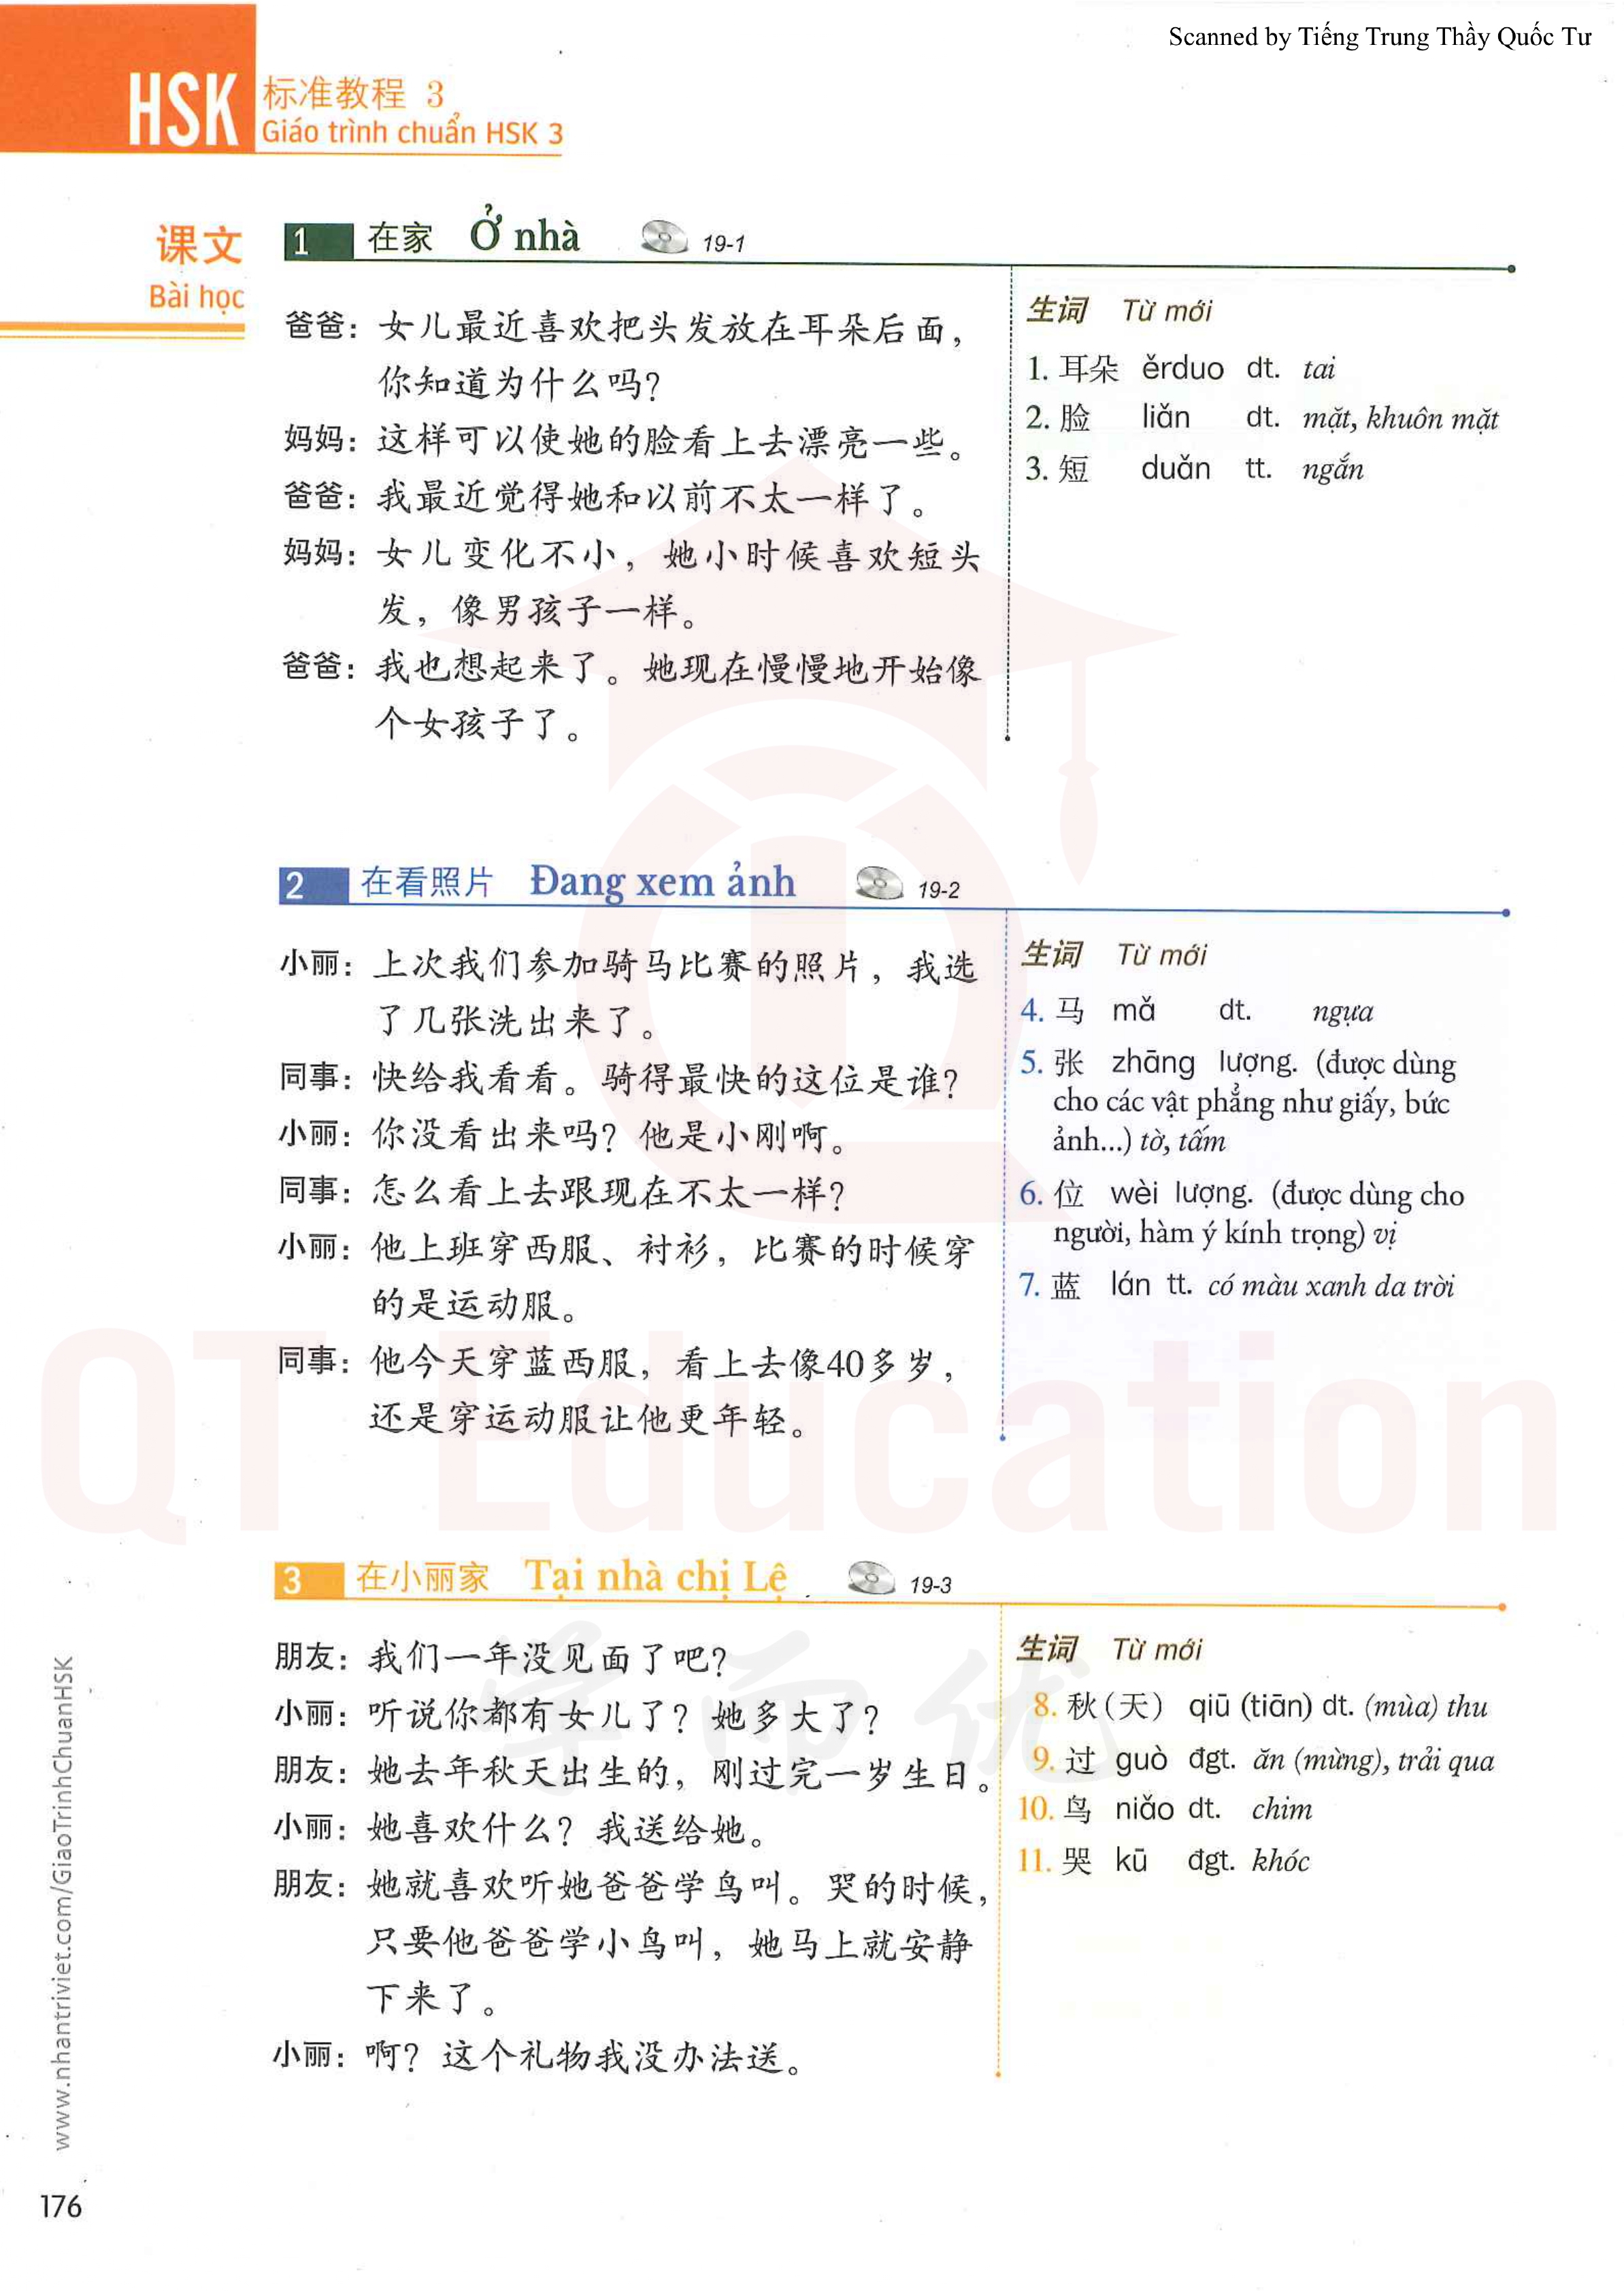 Scanned by Tiếng Trung Thầy Quốc Tư
HSK
标准教程 3
Giáo trình chuẩn HSK 3
课文
Bài học
1 在家 Ở nhà 19-1
爸爸：女儿最近喜欢把头发放在耳朵后面，
你知道为什么吗？
妈妈：这样可以使她的脸看上去漂亮一些。
爸爸：我最近觉得她和以前不太一样了。
妈妈：女儿变化不小，她小时候喜欢短头
发，像男孩子一样。
爸爸：我也想起来了。她现在慢慢地开始像
个女孩子了。
生词 Từ mới
1. 耳朵 ěrduo dt. tai
2. 脸 liǎn dt. mặt, khuôn mặt
3. 短 duǎn tt. ngắn
2 在看照片 Đang xem ảnh 19-2
小丽：上次我们参加骑马比赛的照片，我选
了几张洗出来了。
同事：快给我看看。骑得最快的这位是谁？
小丽：你没看出来吗？他是小刚啊。
同事：怎么看上去跟现在不太一样？
小丽：他上班穿西服、衬衫，比赛的时候穿
的是运动服。
同事：他今天穿蓝西服，看上去像40多岁，
还是穿运动服让他更年轻。
生词 Từ mới
4. 马 mǎ dt. ngựa
5. 张 zhāng lượng. (được dùng
cho các vật phẳng như giấy, bức
ảnh...) tờ, tấm
6. 位 wèi lượng. (được dùng cho
người, hàm ý kính trọng) vị
7. 蓝 lán tt. có màu xanh da trời
3 在小丽家 Tại nhà chị Lệ 19-3
朋友：我们一年没见面了吧？
小丽：听说你都有女儿了？她多大了？
朋友：她去年秋天出生的，刚过完一岁生日。
小丽：她喜欢什么？我送给她。
朋友：她就喜欢听她爸爸学鸟叫。哭的时候，
只要他爸爸学小鸟叫，她马上就安静
下来了。
小丽：啊？这个礼物我没办法送。
生词 Từ mới
8. 秋（天） qiū (tiān) dt. (mùa) thu
9. 过 guò đgt. ăn (mừng), trải qua
10. 鸟 niǎo dt. chim
11. 哭 kū đgt. khóc
QT Education
学而优
www.nhantriviet.com/GiaoTrinhChuanHSK
176